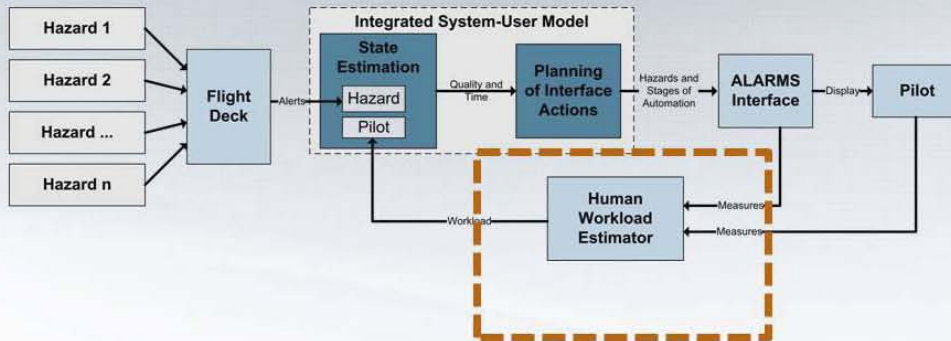 Hazard 1
Hazard 2
Hazard ...
Hazard n
Flight
Deck
Alerts
Integrated System-User Model
State
Estimation
Hazard
Pilot
Quality and
Time
Planning
of Interface
Actions
Hazards and
Stages of
Automation
ALARMS
Interface
Display
Pilot
Human
Workload
Estimator
Measures
Measures
Workload